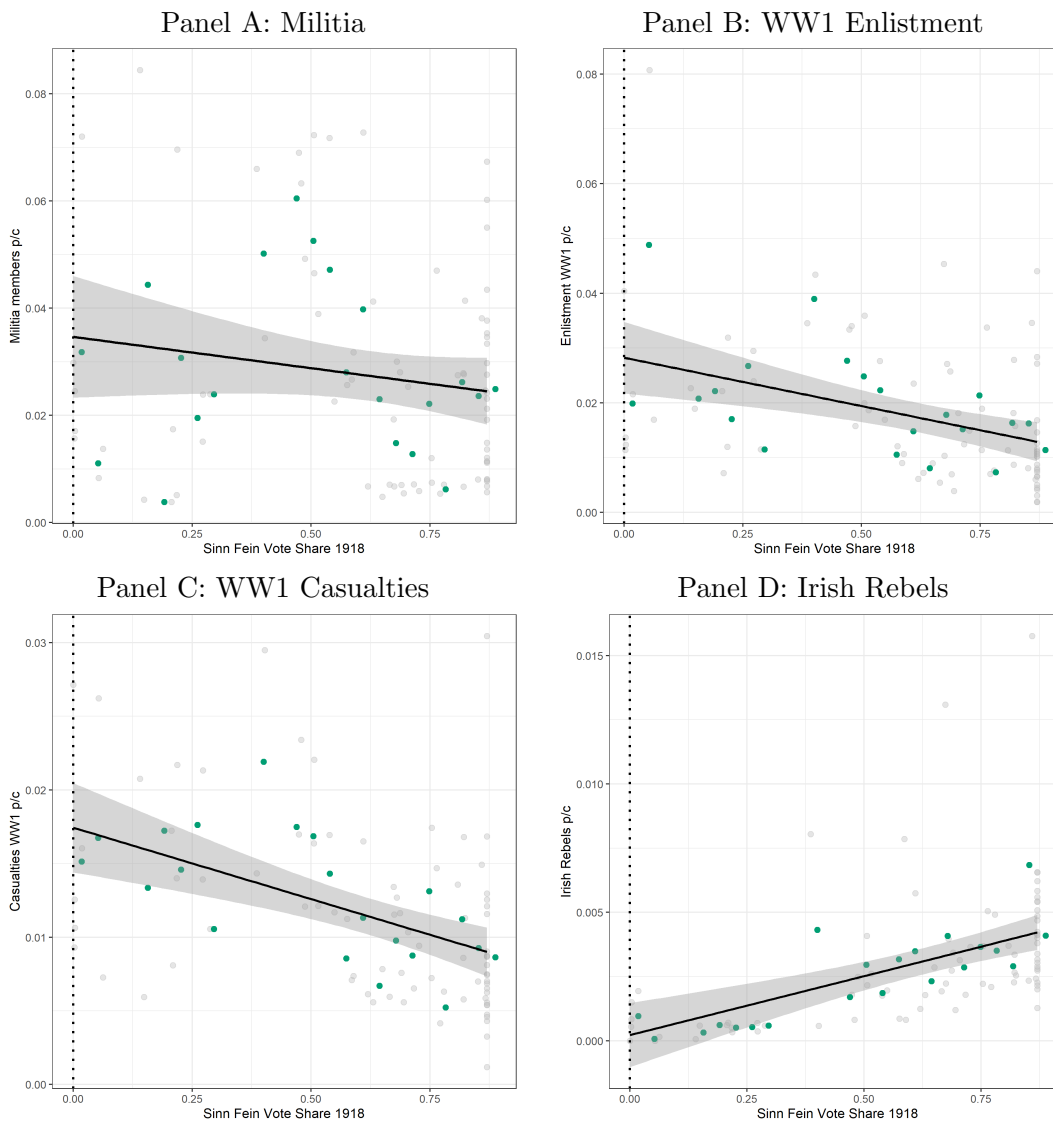 Panel A: Militia
Panel B: WW1 Enlistment
0.08
0.06
0.04
0.02
0.00
Militia members p/c
0.00 0.25 0.50 0.75
Sinn Fein Vote Share 1918
0.08
0.06
0.04
0.02
0.00
Enlistment WW1 p/c
0.00 0.25 0.50 0.75
Sinn Fein Vote Share 1918
Panel C: WW1 Casualties
Panel D: Irish Rebels
0.03
0.02
0.01
0.00
Casualties WW1 p/c
0.00 0.25 0.50 0.75
Sinn Fein Vote Share 1918
0.015
0.010
0.005
0.000
Irish Rebels p/c
0.00 0.25 0.50 0.75
Sinn Fein Vote Share 1918